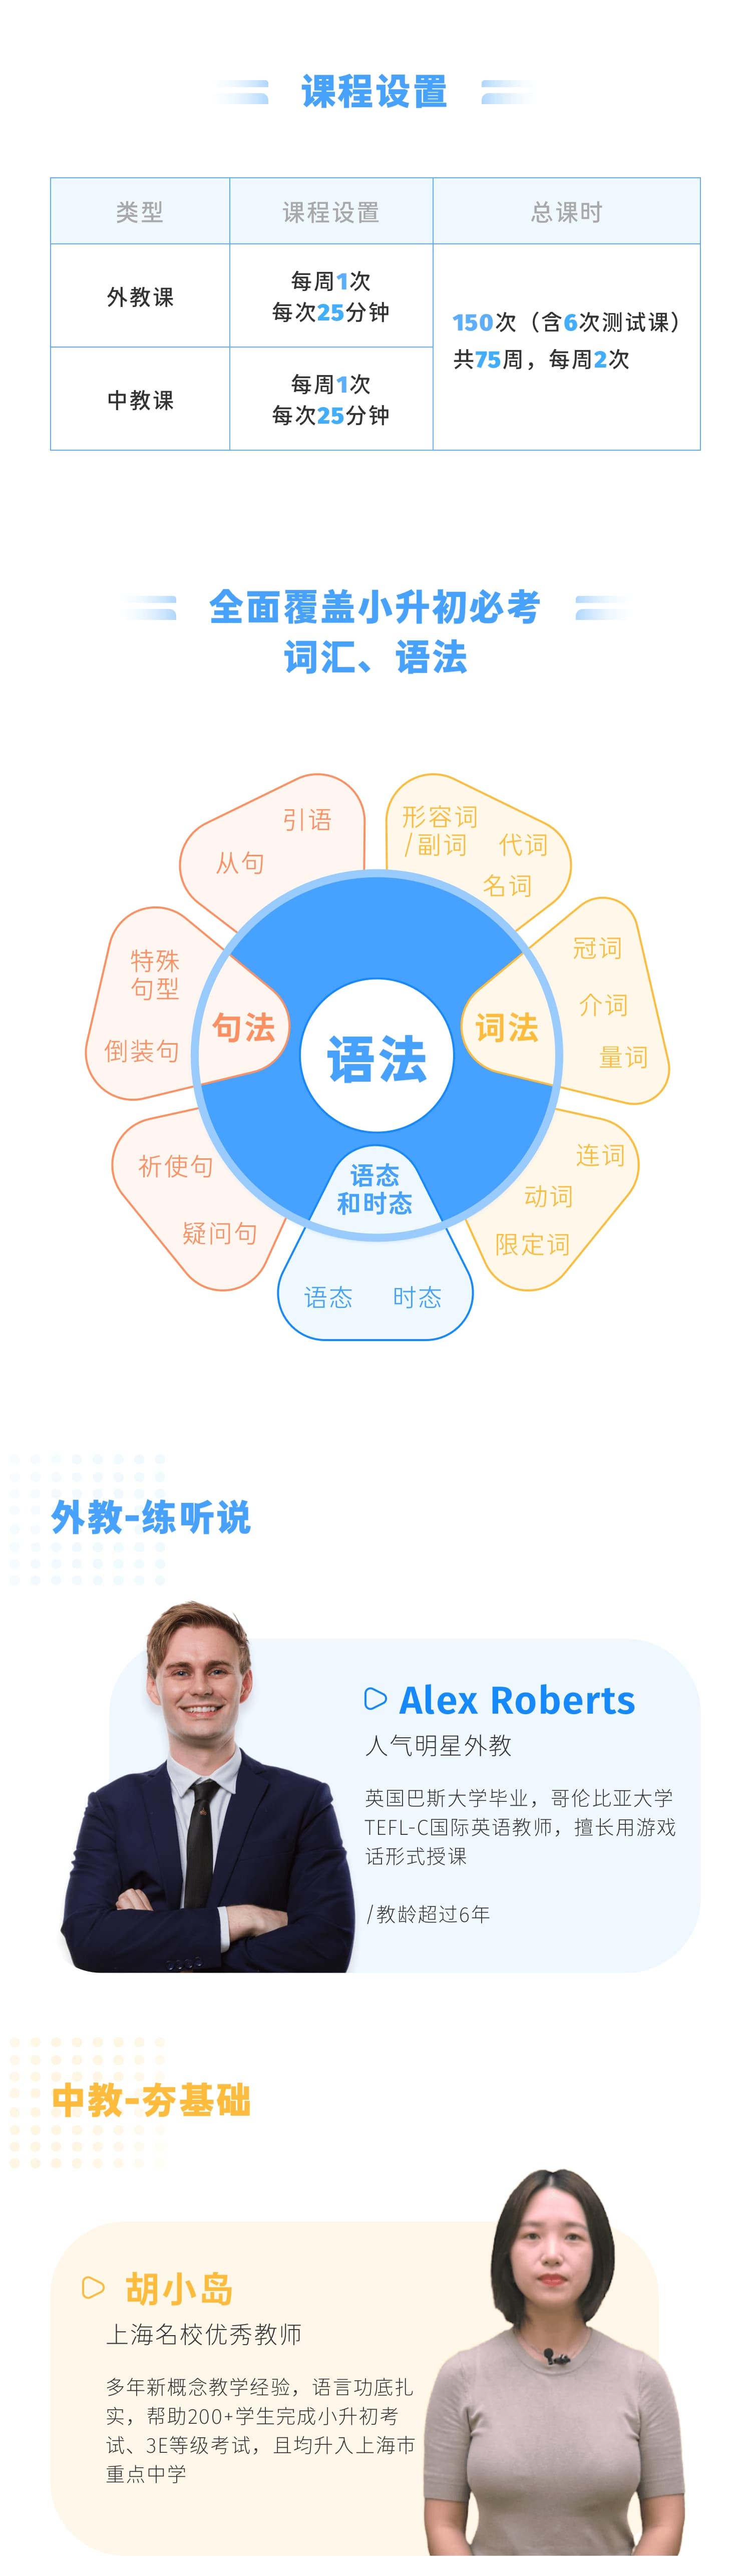 课程设置
类型
课程设置
总课时
外教课
每周1次
每次25分钟
150次（含6次测试课）
共75周，每周2次
中教课
每周1次
每次25分钟
全面覆盖小升初必考
词汇、语法
引语
从句
形容词
/副词
代词
名词
特殊
句型
倒装句
句法
语法
词法
冠词
介词
量词
祈使句
疑问句
语态
和时态
语态
时态
连词
动词
限定词
外教-练听说
Alex Roberts
人气明星外教
英国巴斯大学毕业，哥伦比亚大学
TEFL-C国际英语教师，擅长用游戏
话形式授课
/教龄超过6年
中教-夯基础
胡小岛
上海名校优秀教师
多年新概念教学经验，语言功底扎
实，帮助200+学生完成小升初考
试、3E等级考试，且均升入上海市
重点中学